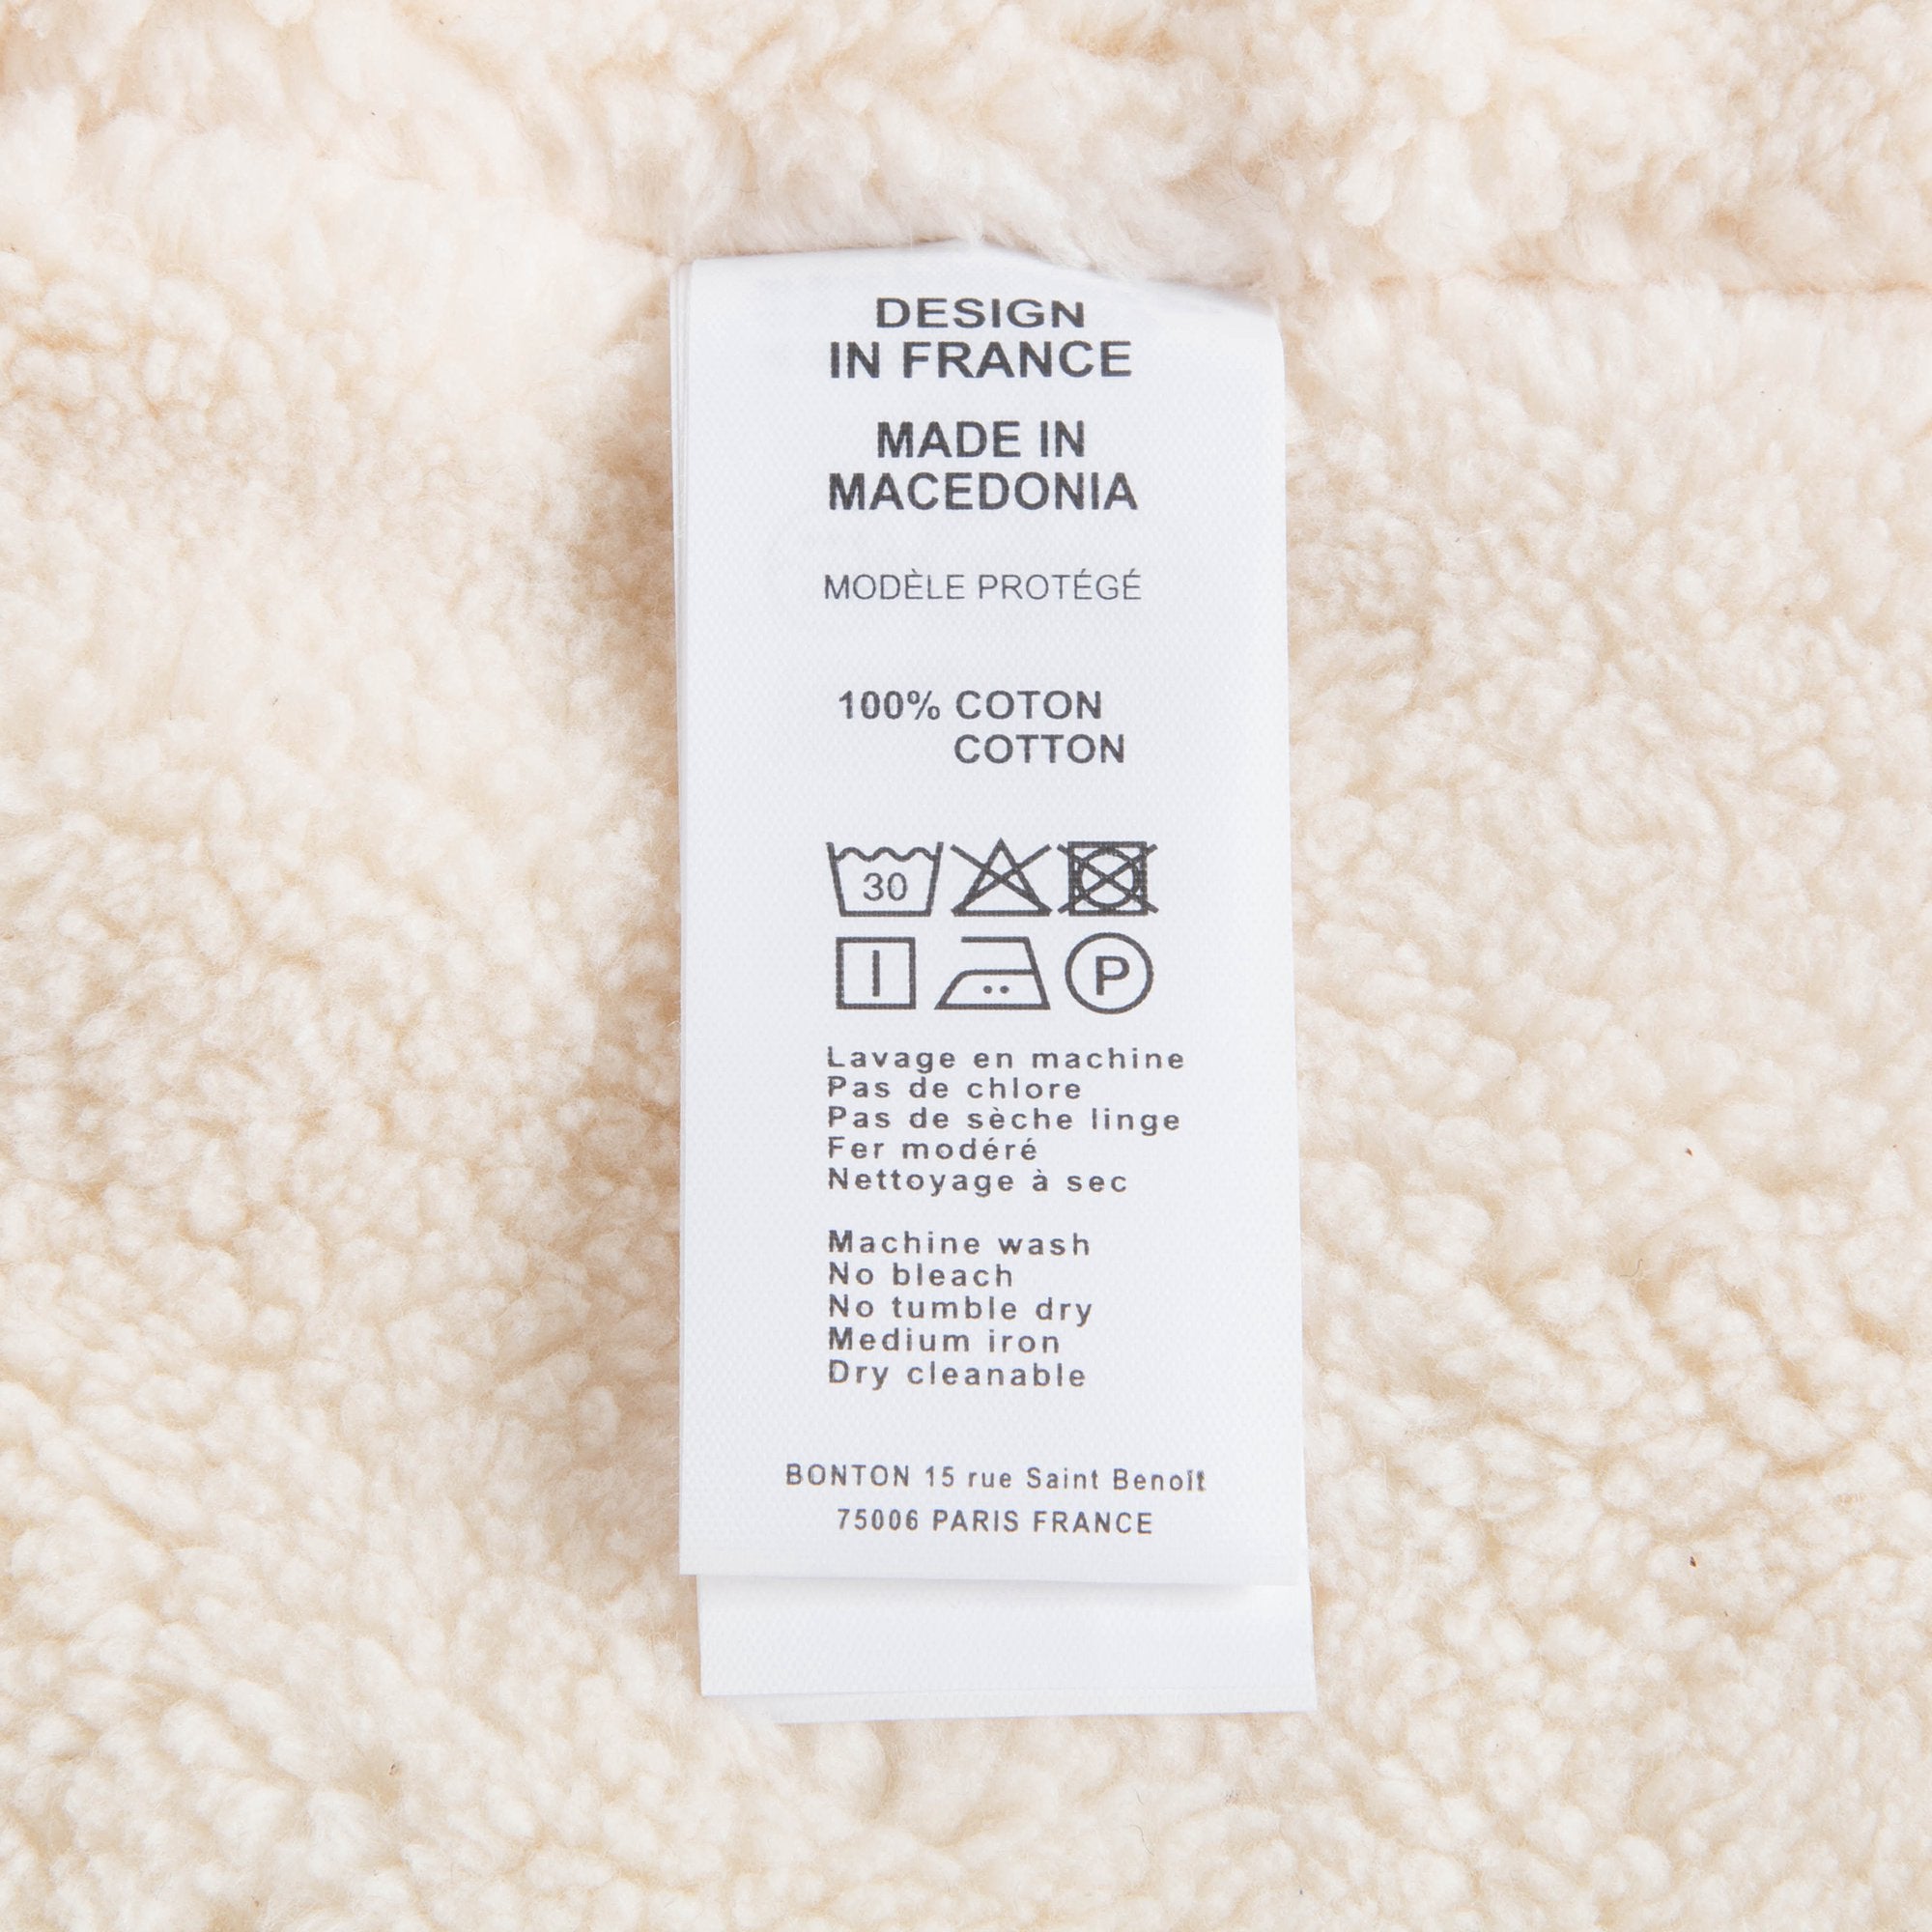 DESIGN
IN FRANCE
MADE IN
MACEDONIA
MODÈLE PROTÉGÉ
100% COTON
COTTON
30
P
Lavage en machine
Pas de chlore
Pas de sèche linge
Fer modéré
Nettoyage à sec
Machine wash
No bleach
No tumble dry
Medium iron
Dry cleanable
BONTON 15 rue Saint Benoît
75006 PARIS FRANCE